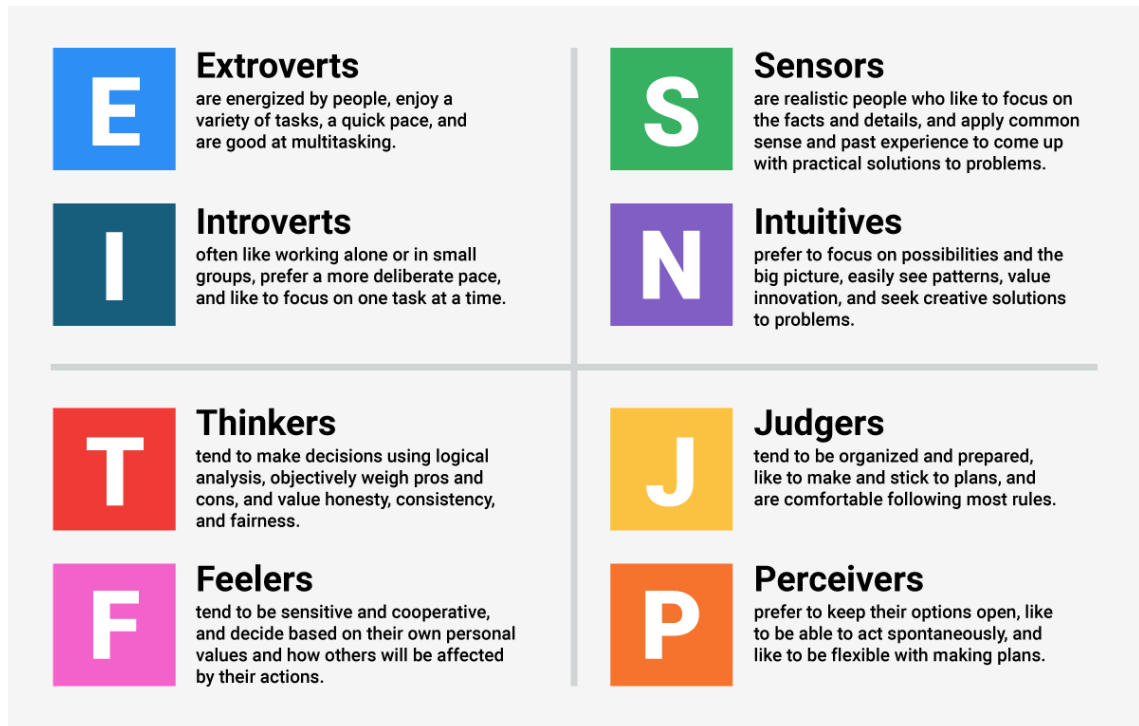 E
Extroverts
are energized by people, enjoy a
variety of tasks, a quick pace, and
are good at multitasking.
I
Introverts
often like working alone or in small
groups, prefer a more deliberate pace,
and like to focus on one task at a time.
S
Sensors
are realistic people who like to focus on
the facts and details, and apply common
sense and past experience to come up
with practical solutions to problems.
N
Intuitives
prefer to focus on possibilities and the
big picture, easily see patterns, value
innovation, and seek creative solutions
to problems.
T
Thinkers
tend to make decisions using logical
analysis, objectively weigh pros and
cons, and value honesty, consistency,
and fairness.
F
Feelers
tend to be sensitive and cooperative,
and decide based on their own personal
values and how others will be affected
by their actions.
J
Judgers
tend to be organized and prepared,
like to make and stick to plans, and
are comfortable following most rules.
P
Perceivers
prefer to keep their options open, like
to be able to act spontaneously, and
like to be flexible with making plans.